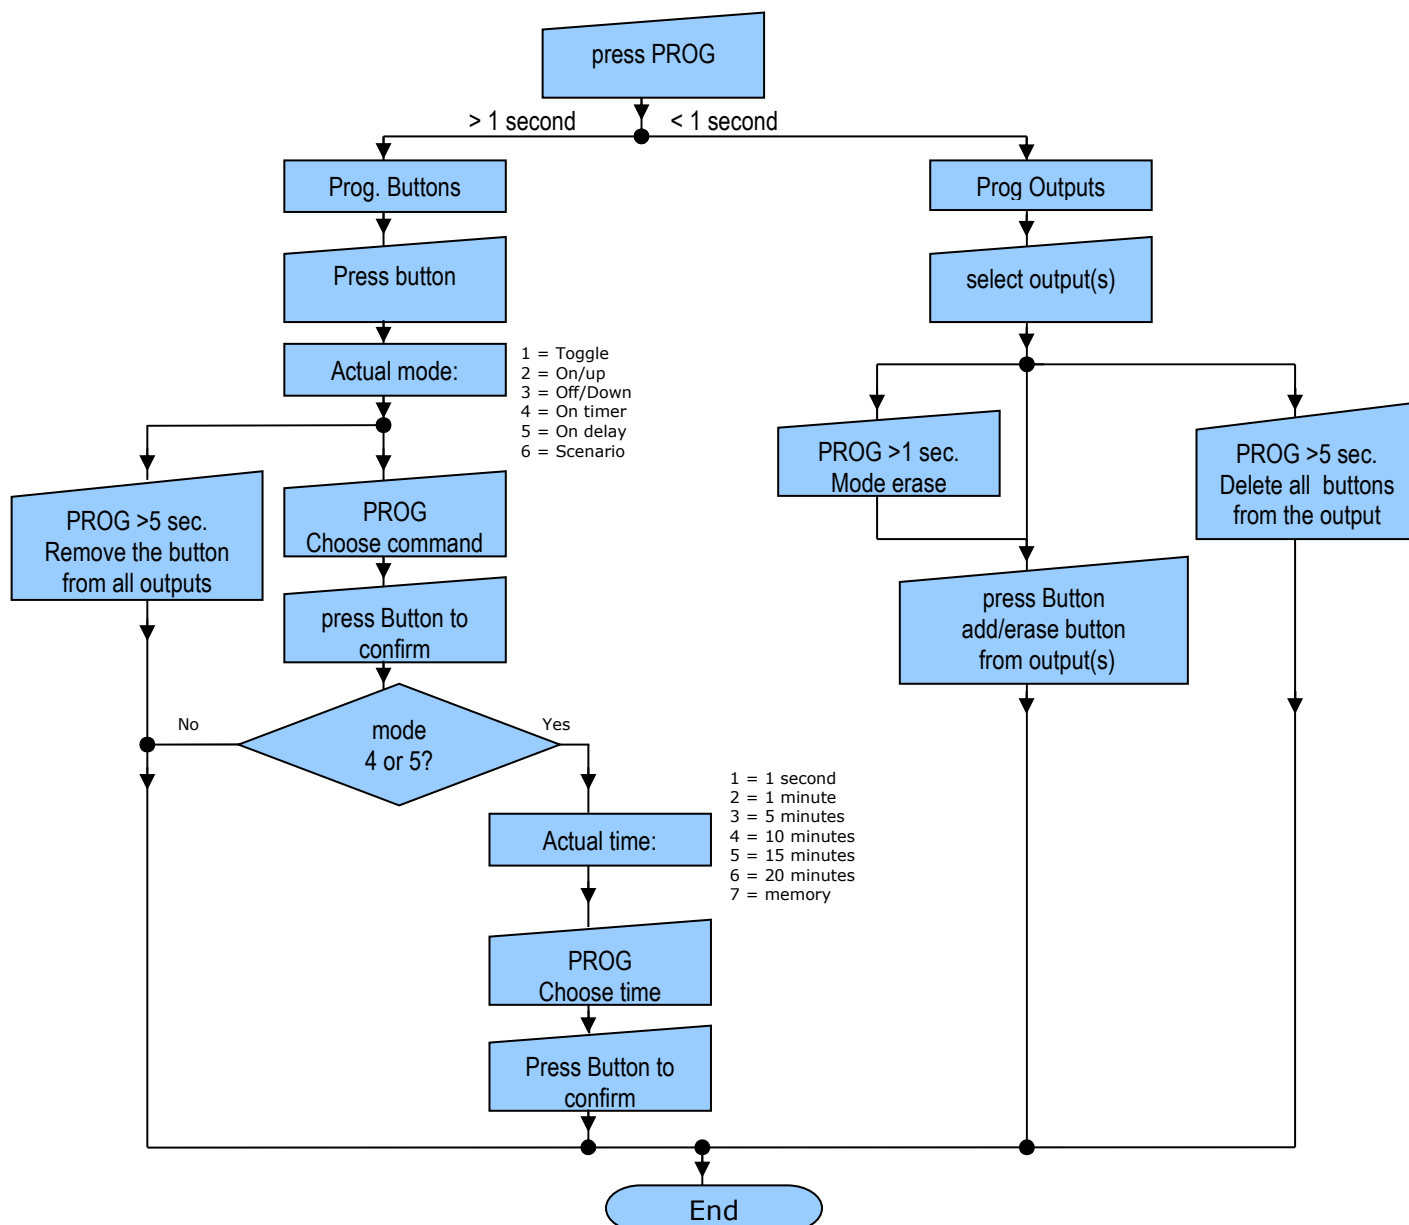 press PROG
> 1 second
< 1 second
Prog. Buttons
Prog Outputs
Press button
select output(s)
Actual mode:
1 = Toggle
2 = On/up
3 = Off/Down
4 = On timer
5 = On delay
6 = Scenario
PROG >5 sec.
Remove the button
from all outputs
PROG
Choose command
PROG >1 sec.
Mode erase
PROG >5 sec.
Delete all  buttons
from the output
press Button to
confirm
press Button
add/erase button
from output(s)
No
mode
4 or 5?
Yes
Actual time:
1 = 1 second
2 = 1 minute
3 = 5 minutes
4 = 10 minutes
5 = 15 minutes
6 = 20 minutes
7 = memory
PROG
Choose time
Press Button to
confirm
End